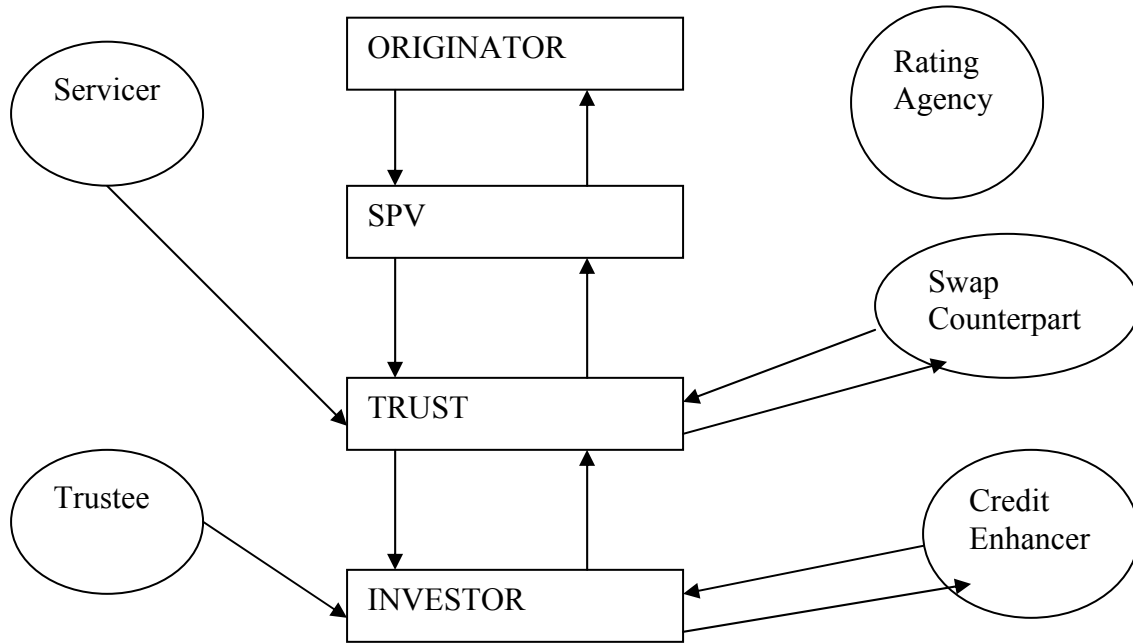 ORIGINATOR
Servicer
Rating
Agency
SPV
Swap
Counterpart
TRUST
Trustee
Credit
Enhancer
INVESTOR